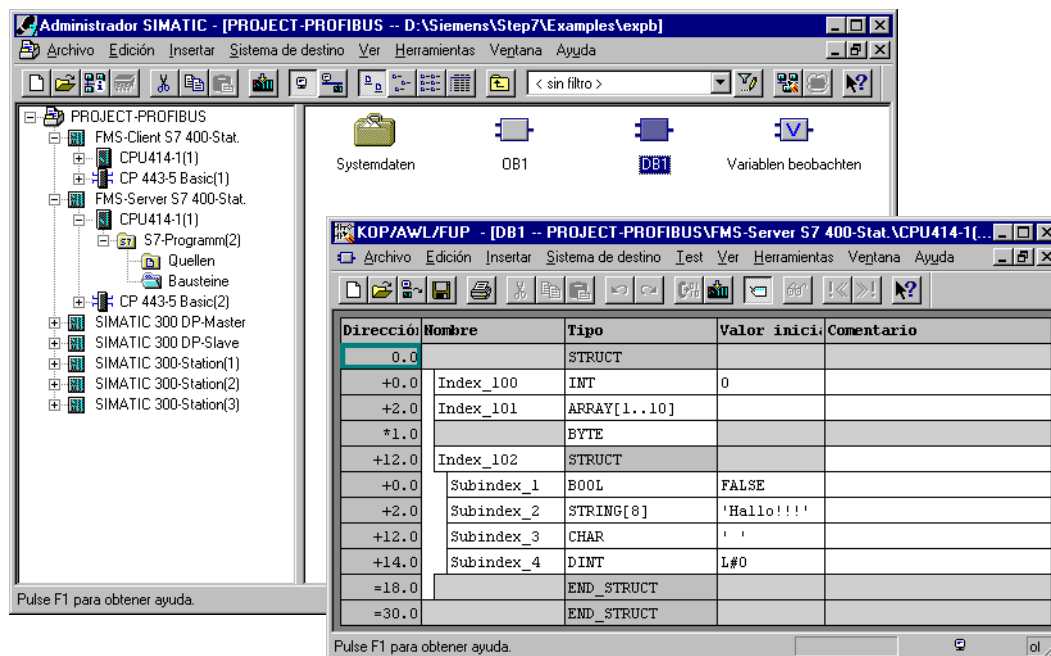 Administrador SIMATIC - [PROJECT-PROFIBUS -- D:\Siemens\Step7\Examples\expb]
Archivo Edición Insertar Sistema de destino Ver Herramientas Ventana Ayuda
< sin filtro >
PROJECT-PROFIBUS
FMS-Client S7 400-Stat.
CPU414-1(1)
CP 443-5 Basic(1)
FMS-Server S7 400-Stat.
CPU414-1(1)
S7-Programm(2)
Quellen
Bausteine
CP 443-5 Basic(2)
SIMATIC 300 DP-Master
SIMATIC 300 DP-Slave
SIMATIC 300-Station(1)
SIMATIC 300-Station(2)
SIMATIC 300-Station(3)
Systemdaten OB1 DB1 Variablen beobachten
Pulse F1 para obtener ayuda.
KOP/AWL/FUP - [DB1 -- PROJECT-PROFIBUS\FMS-Server S7 400-Stat.\CPU414-1(...
Archivo Edición Insertar Sistema de destino Test Ver Herramientas Ventana Ayuda
Dirección Nombre Tipo Valor inici Comentario
0.0 STRUCT
+0.0 Index_100 INT 0
+2.0 Index_101 ARRAY[1..10]
*1.0 BYTE
+12.0 Index_102 STRUCT
+0.0 Subindex_1 BOOL FALSE
+2.0 Subindex_2 STRING[8] 'Hallo!!!'
+12.0 Subindex_3 CHAR ' '
+14.0 Subindex_4 DINT L#0
=18.0 END_STRUCT
=30.0 END_STRUCT
Pulse F1 para obtener ayuda.